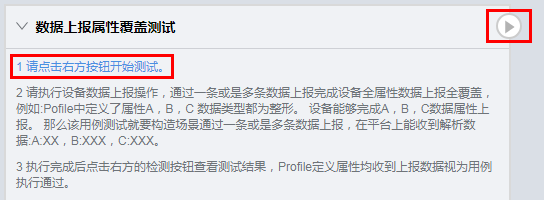 数据上报属性覆盖测试
1 请点击右方按钮开始测试。
2 请执行设备数据上报操作，通过一条或是多条数据上报完成设备全属性数据上报全覆盖，
例如:Pofile中定义了属性A，B，C 数据类型都为整形。 设备能够完成A，B，C数据属性上
报。 那么该用例测试就要构造场景通过一条或是多条数据上报，在平台上能收到解析数
据:A:XX，B:XXX，C:XXX。
3 执行完成后点击右方的检测按钮查看测试结果，Profile定义属性均收到上报数据视为用例
执行通过。